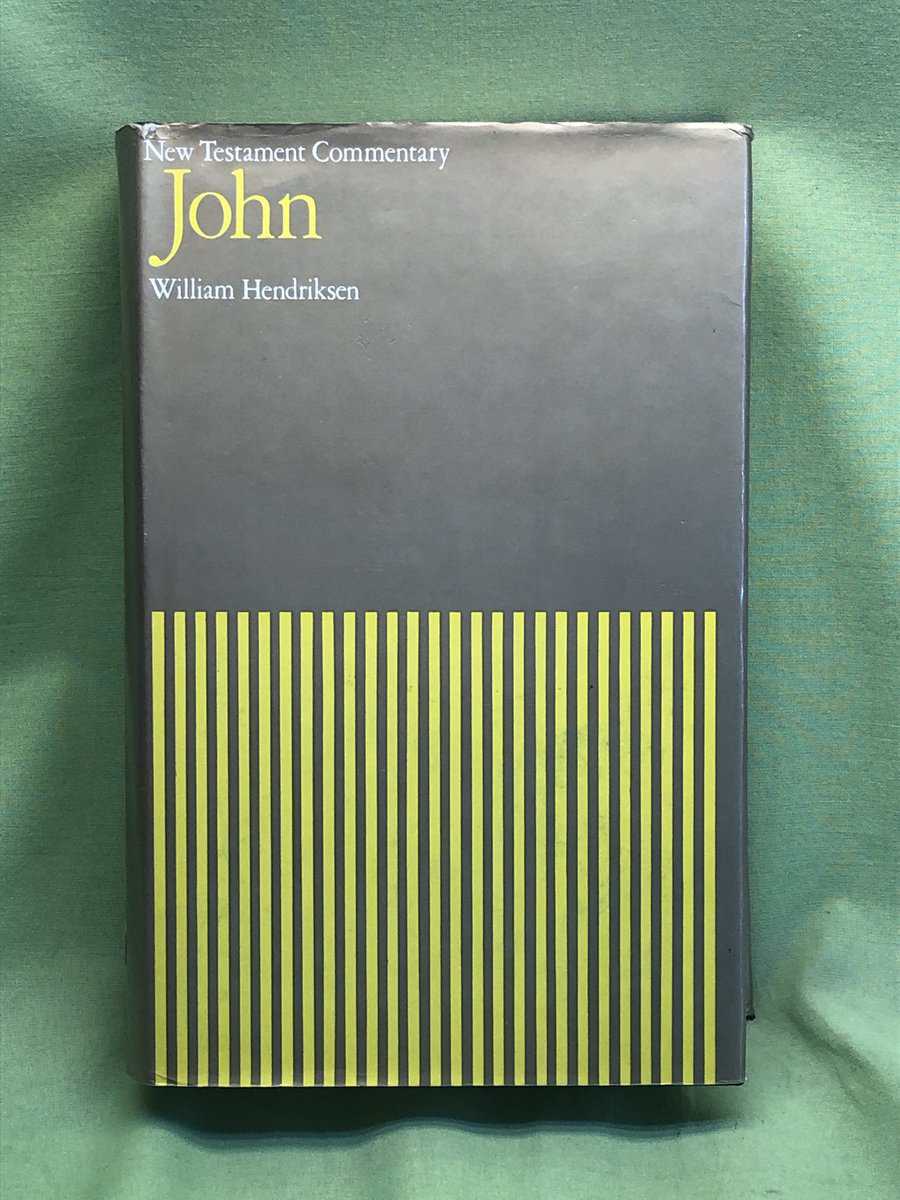 New Testament Commentary
John
William Hendriksen